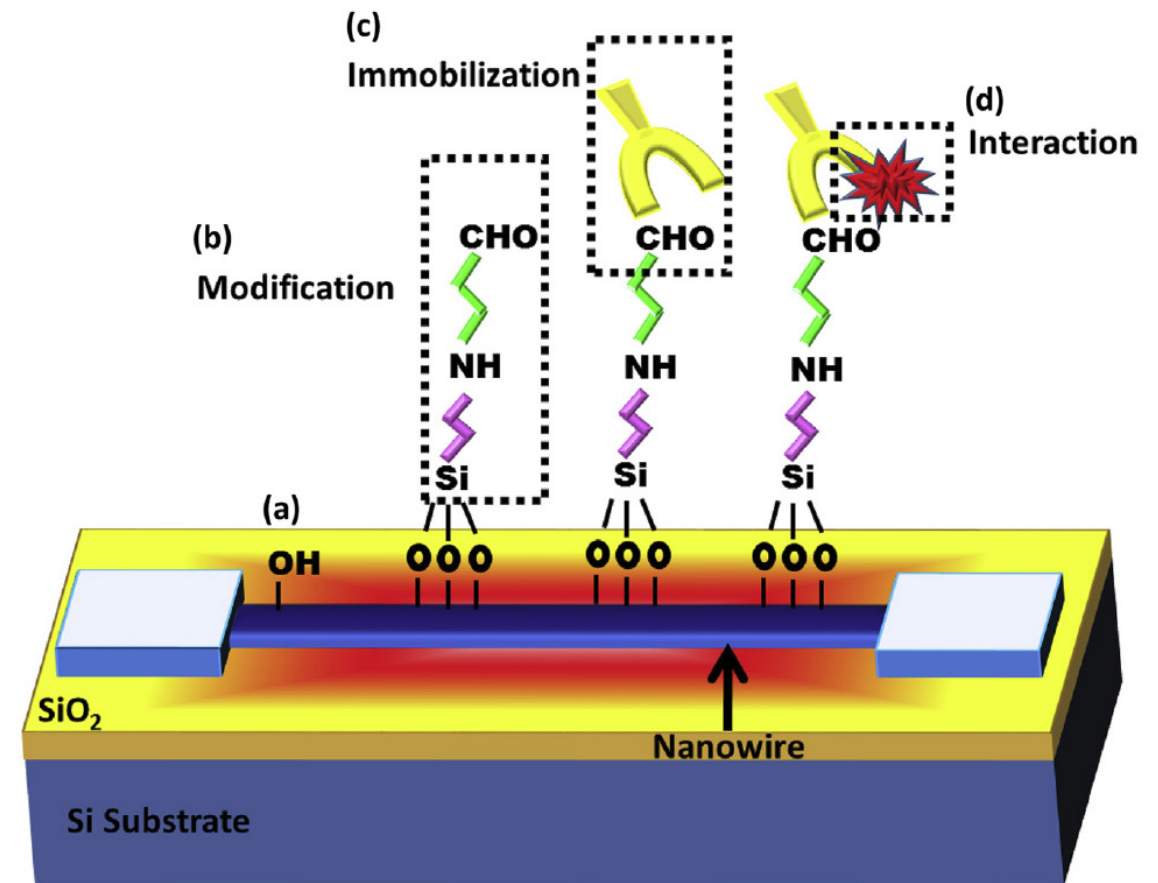 (c)
Immobilization
(d)
Interaction
(b)
Modification
CHO
CHO
CHO
NH
NH
NH
Si
Si
Si
(a)
OH
O O O
O O O
O O O
SiO₂
Nanowire
Si Substrate